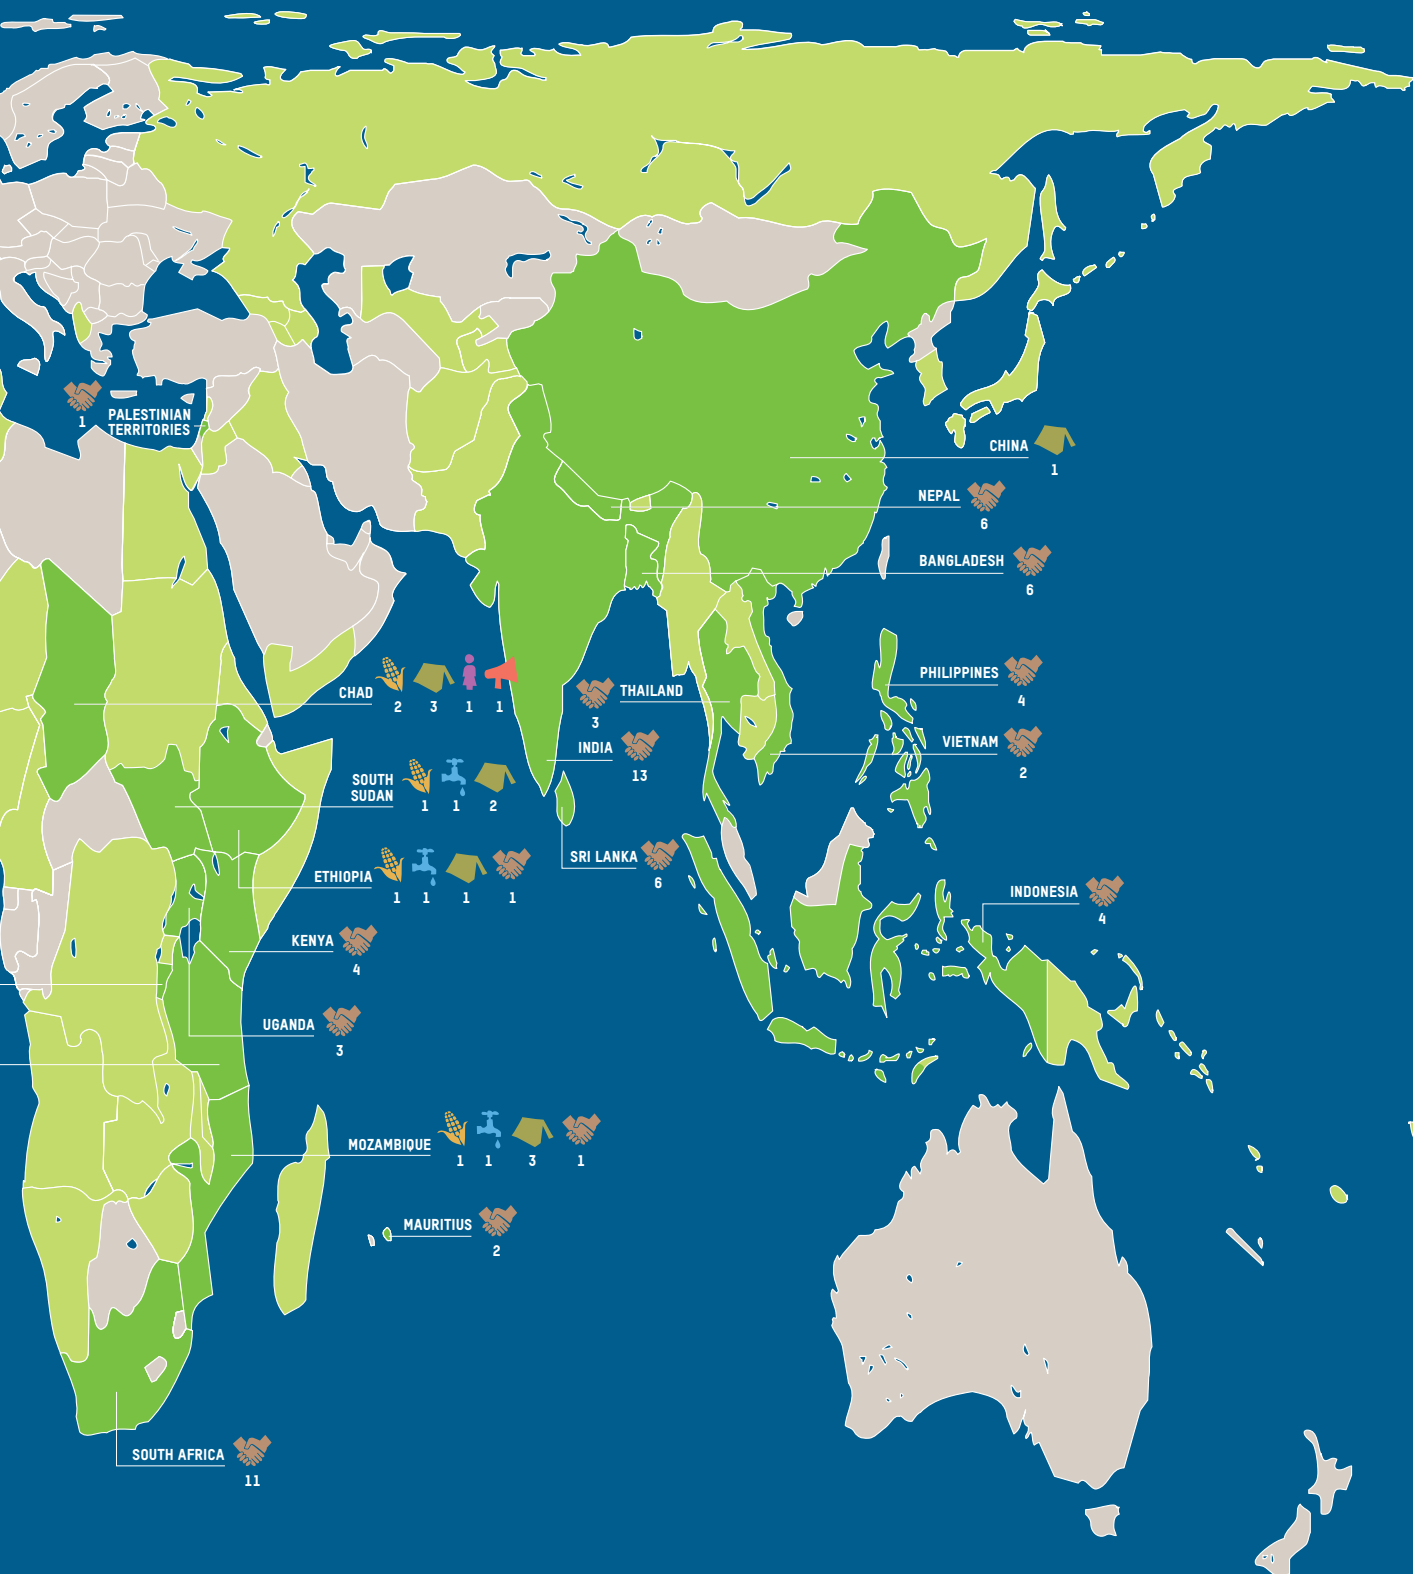 1
PALESTINIAN
TERRITORIES
CHINA
1
NEPAL
6
BANGLADESH
6
CHAD
2 3 1 1
THAILAND
3
PHILIPPINES
4
INDIA
13
VIETNAM
2
SOUTH
SUDAN
1 1 2
SRI LANKA
6
ETHIOPIA
1 1 1 1
INDONESIA
4
KENYA
4
UGANDA
3
MOZAMBIQUE
1 1 3 1
MAURITIUS
2
SOUTH AFRICA
11